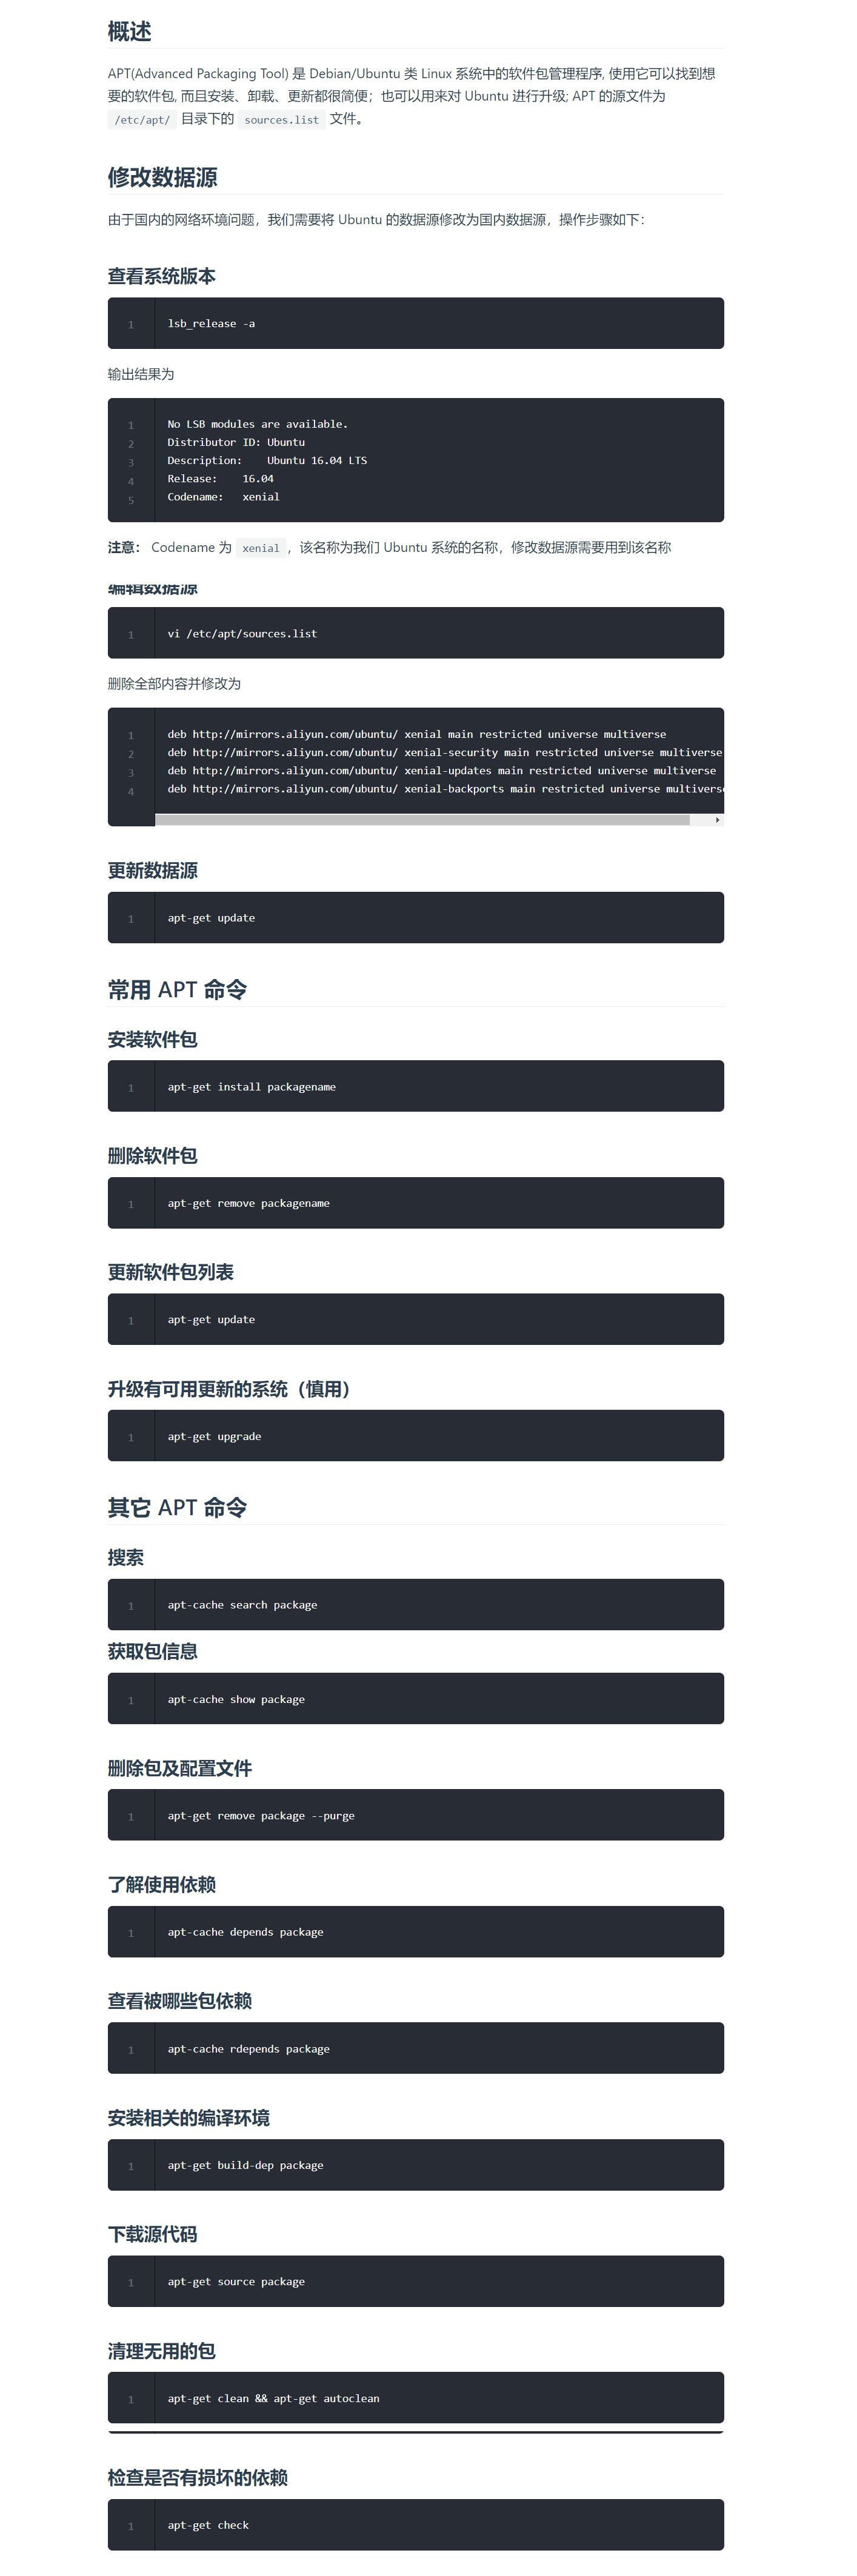 概述
APT(Advanced Packaging Tool) 是 Debian/Ubuntu 类 Linux 系统中的软件包管理程序, 使用它可以找到想
要的软件包, 而且安装、卸载、更新都很简便；也可以用来对 Ubuntu 进行升级; APT 的源文件为
/etc/apt/ 目录下的 sources.list 文件。
修改数据源
由于国内的网络环境问题，我们需要将 Ubuntu 的数据源修改为国内数据源，操作步骤如下：
查看系统版本
1 lsb_release -a
输出结果为
1 No LSB modules are available.
2 Distributor ID: Ubuntu
3 Description: Ubuntu 16.04 LTS
4 Release: 16.04
5 Codename: xenial
注意： Codename 为 xenial ，该名称为我们 Ubuntu 系统的名称，修改数据源需要用到该名称
编辑数据源
1 vi /etc/apt/sources.list
删除全部内容并修改为
1 deb http://mirrors.aliyun.com/ubuntu/ xenial main restricted universe multiverse
2 deb http://mirrors.aliyun.com/ubuntu/ xenial-security main restricted universe multiverse
3 deb http://mirrors.aliyun.com/ubuntu/ xenial-updates main restricted universe multiverse
4 deb http://mirrors.aliyun.com/ubuntu/ xenial-backports main restricted universe multiverse
更新数据源
1 apt-get update
常用 APT 命令
安装软件包
1 apt-get install packagename
删除软件包
1 apt-get remove packagename
更新软件包列表
1 apt-get update
升级有可用更新的系统（慎用）
1 apt-get upgrade
其它 APT 命令
搜索
1 apt-cache search package
获取包信息
1 apt-cache show package
删除包及配置文件
1 apt-get remove package --purge
了解使用依赖
1 apt-cache depends package
查看被哪些包依赖
1 apt-cache rdepends package
安装相关的编译环境
1 apt-get build-dep package
下载源代码
1 apt-get source package
清理无用的包
1 apt-get clean && apt-get autoclean
检查是否有损坏的依赖
1 apt-get check